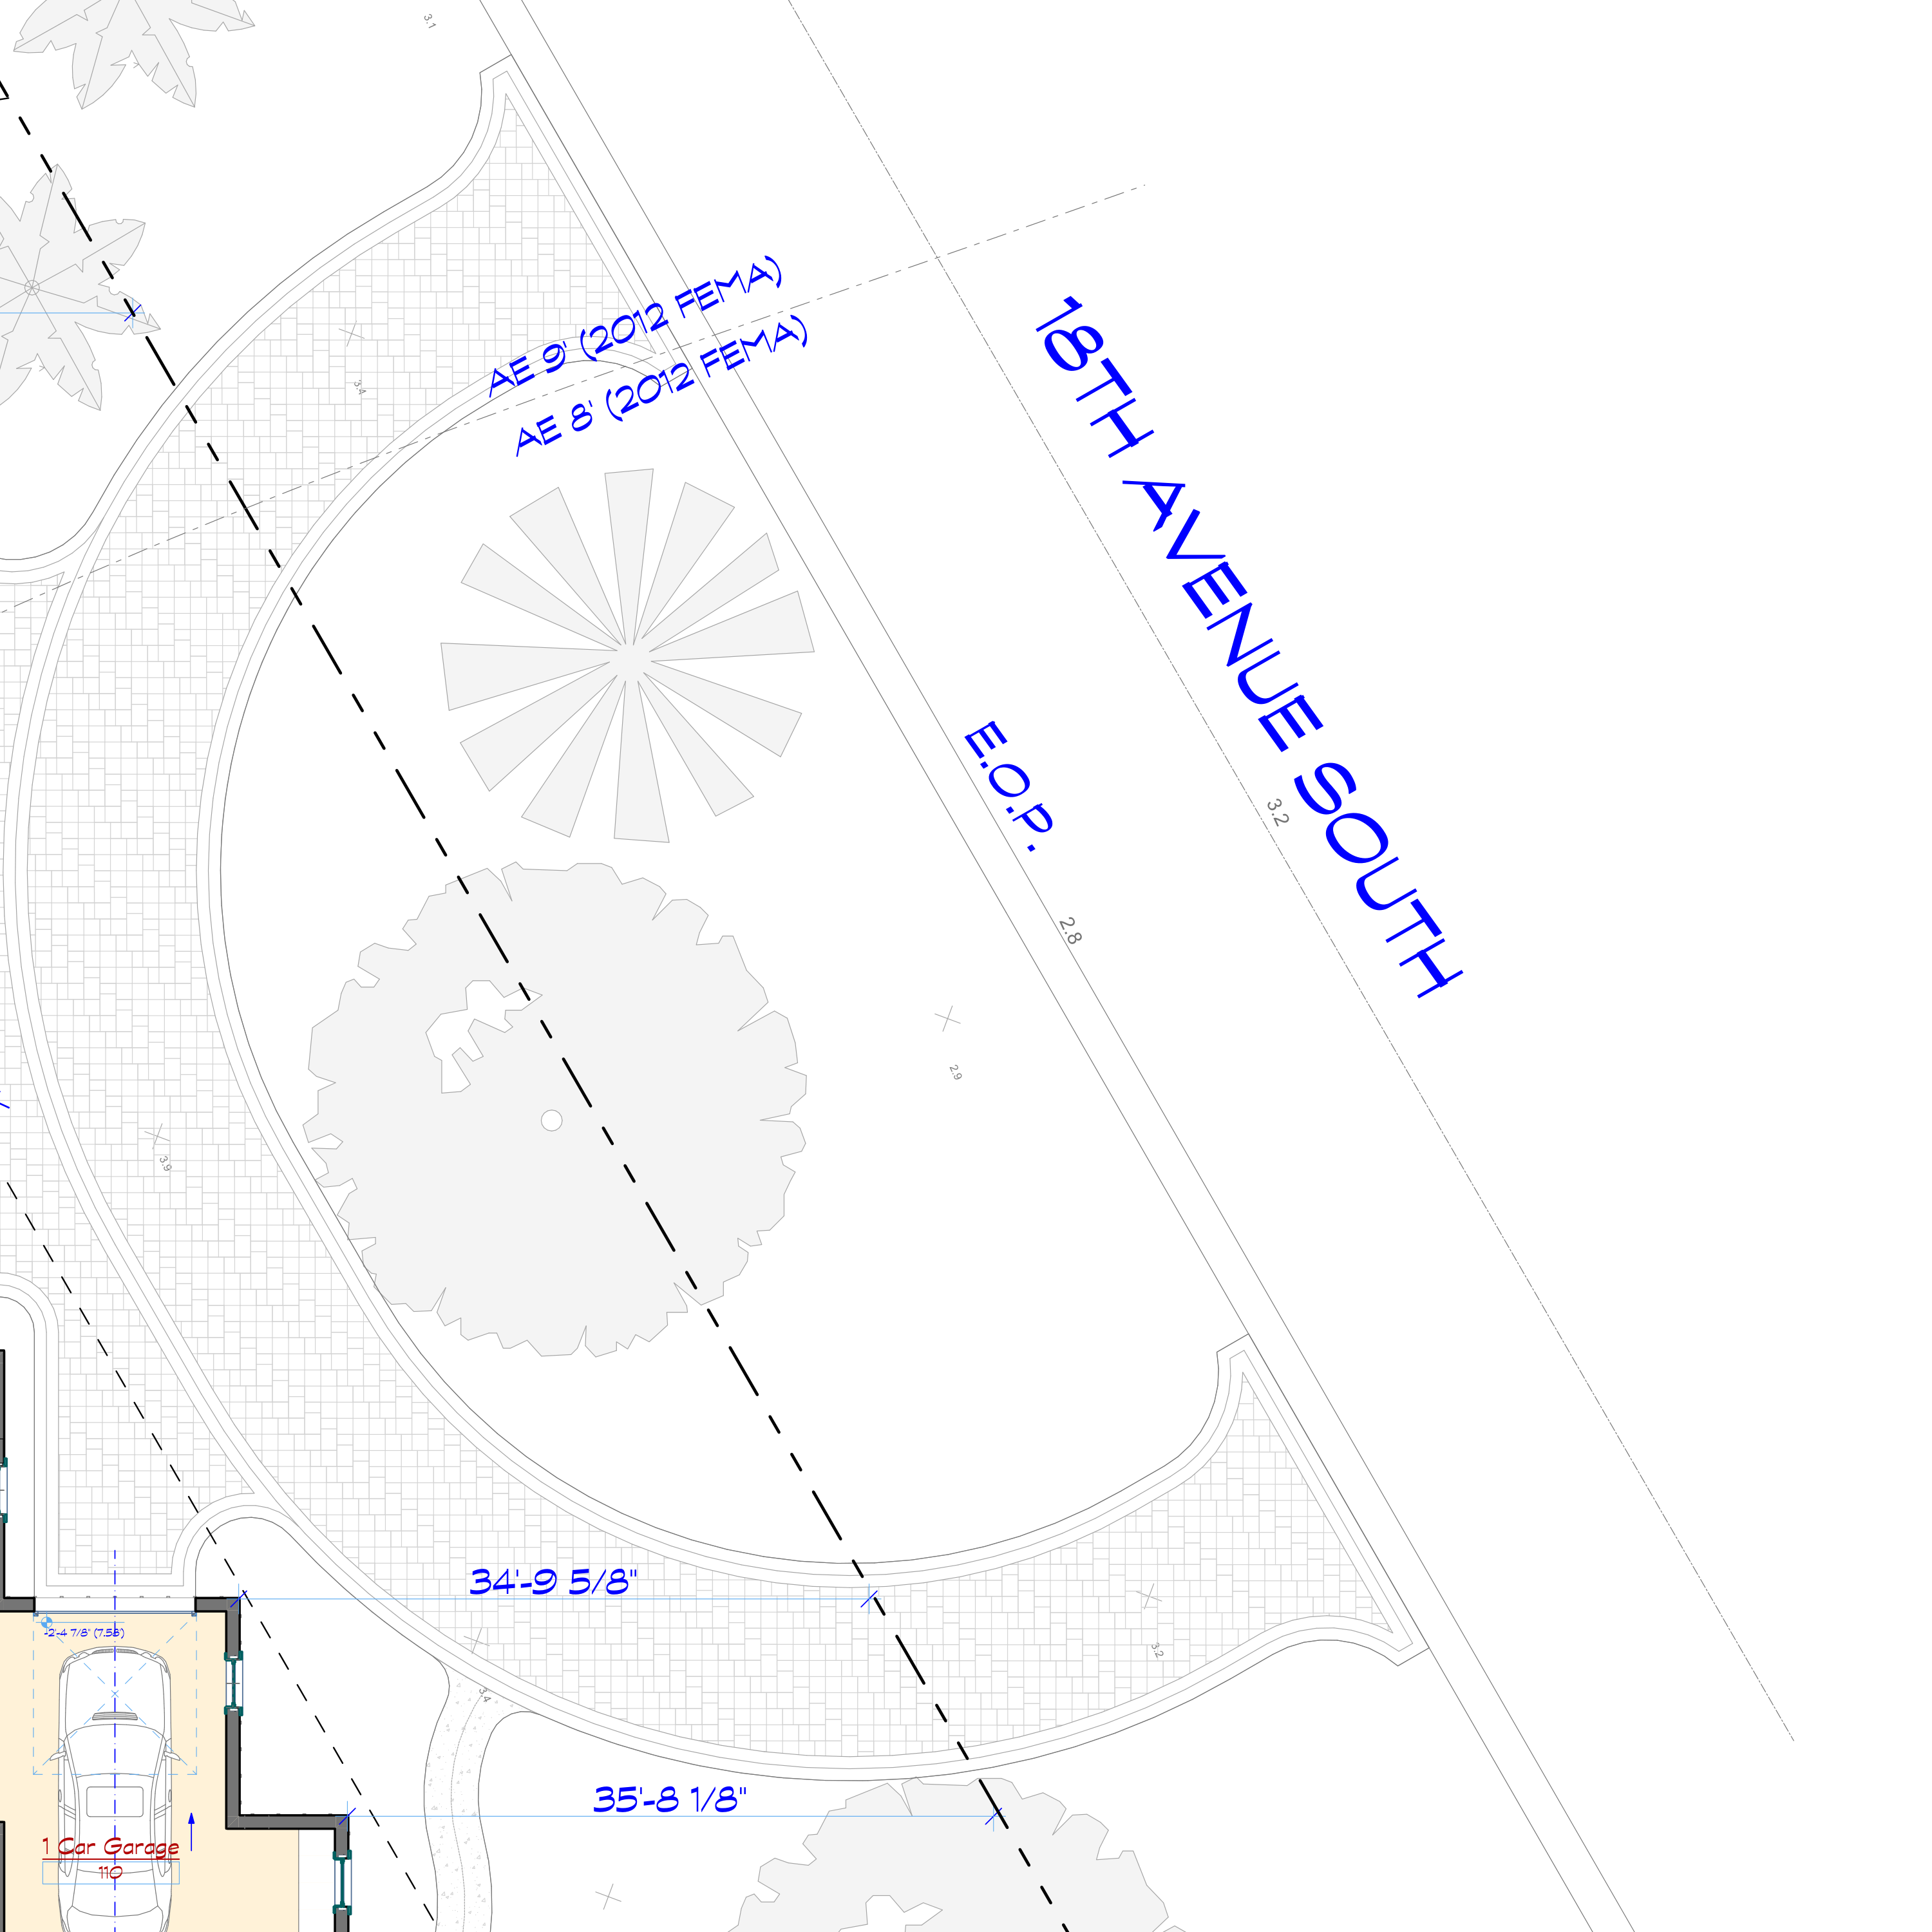 3.1
AE 9' (2012 FEMA)
AE 8' (2012 FEMA)
18TH AVENUE SOUTH
3.4
E.O.P.
3.2
2.8
2.9
3.9
34'-9 5/8"
-2'-4 7/8" (7.58')
3.2
3.4
35'-8 1/8"
1 Car Garage
110